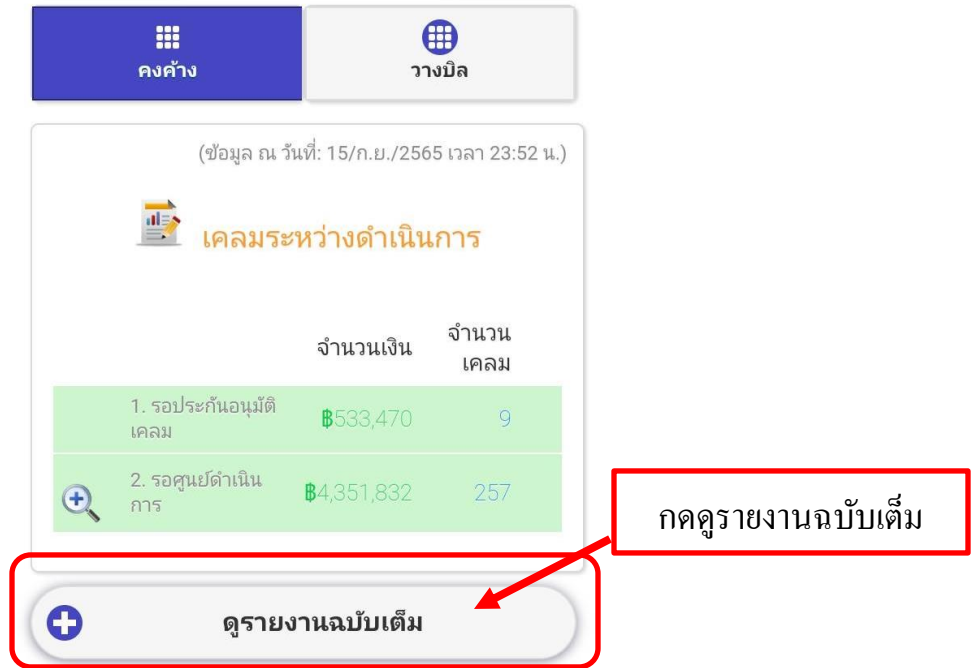 คงค้าง
วางบิล
(ข้อมูล ณ วันที่: 15/ก.ย./2565 เวลา 23:52 น.)
เคลมระหว่างดำเนินการ
จำนวนเงิน
จำนวน
เคลม
1. รอประกันอนุมัติ
เคลม
฿533,470
9
2. รอศูนย์ดำเนิน
การ
฿4,351,832
257
กดดูรายงานฉบับเต็ม
ดูรายงานฉบับเต็ม